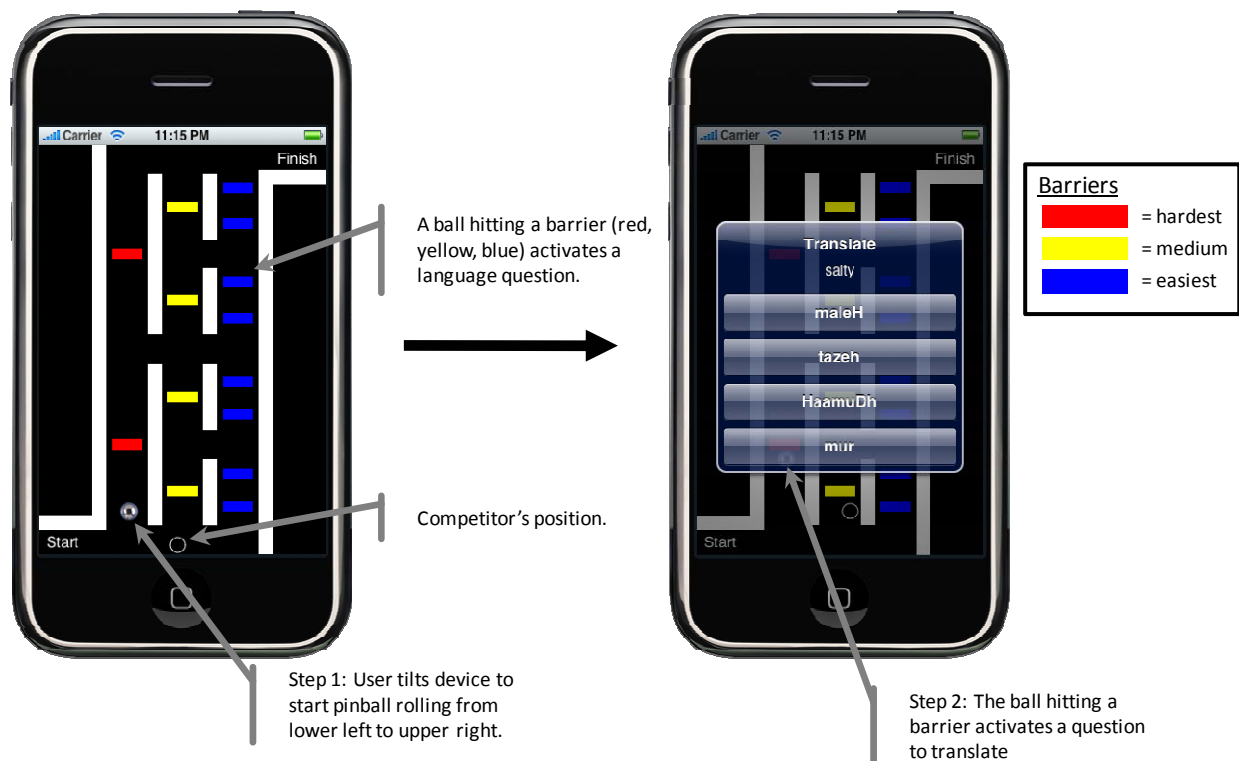 Carrier 11:15 PM
Finish
Start
A ball hitting a barrier (red,
yellow, blue) activates a
language question.
Competitor's position.
Step 1: User tilts device to
start pinball rolling from
lower left to upper right.
Carrier 11:15 PM
Finish
Translate
salty
maleH
tazeh
HaamuDh
mur
Start
Step 2: The ball hitting a
barrier activates a question
to translate
Barriers
= hardest
= medium
= easiest